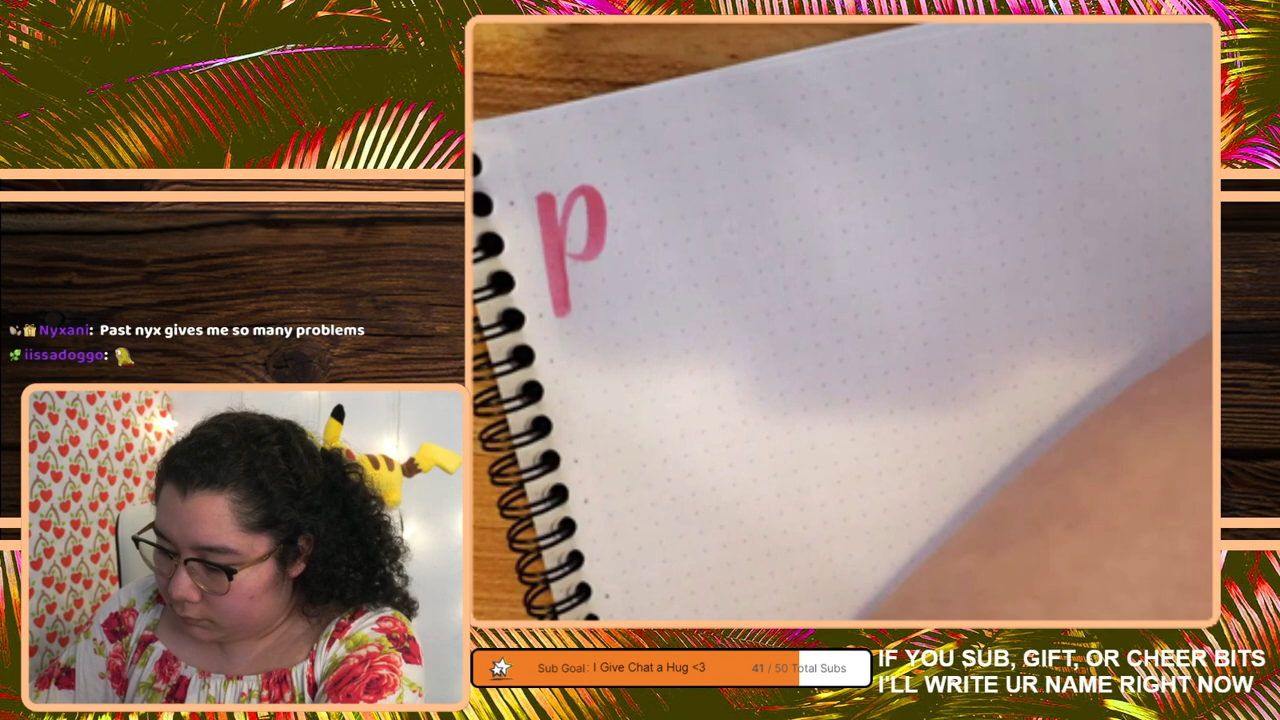 p
Nyxani: Past nyx gives me so many problems
iissadoggo:
Sub Goal: I Give Chat a Hug <3 41 / 50 Total Subs
IF YOU SUB, GIFT, OR CHEER BITS
I'LL WRITE UR NAME RIGHT NOW